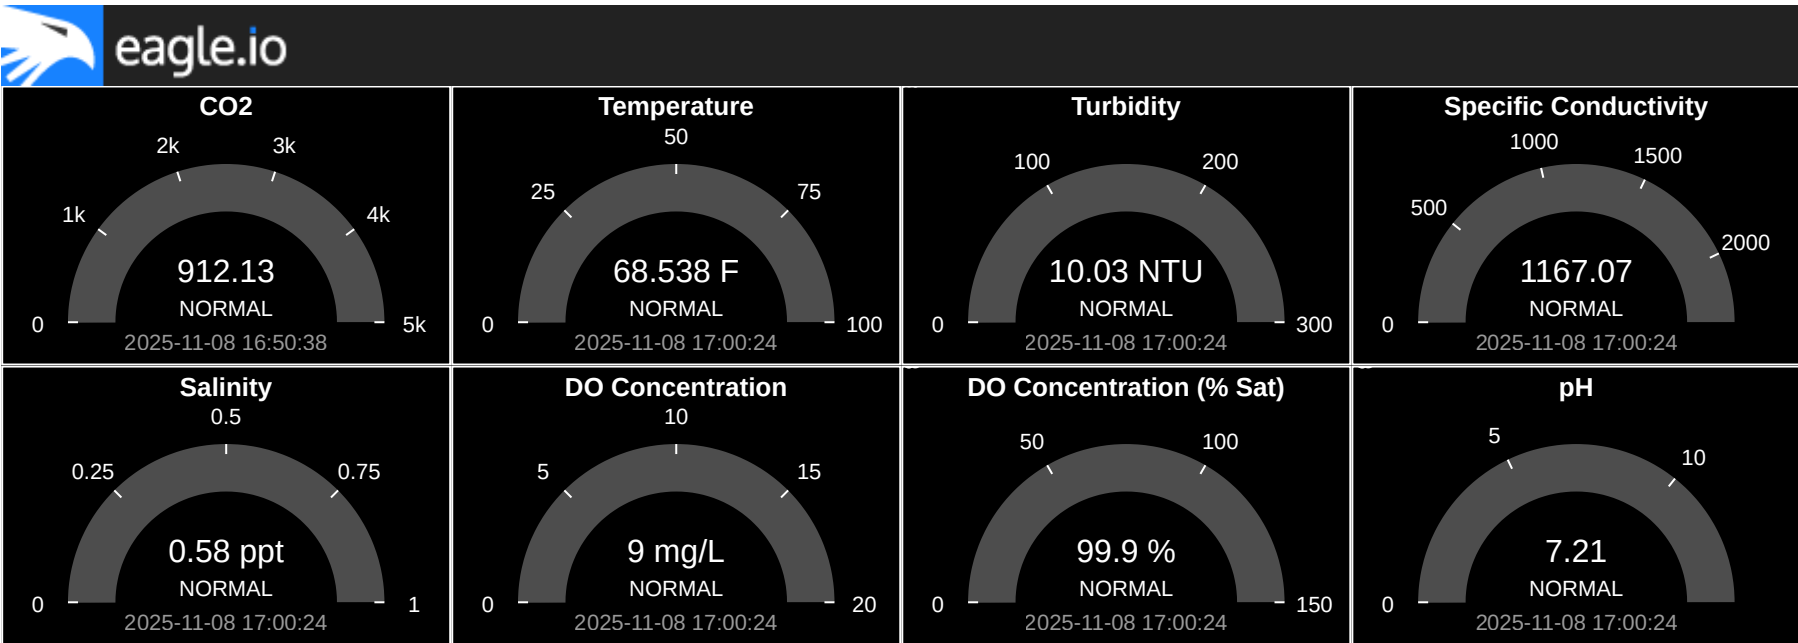 eagle.io
CO2
0
1k
2k
3k
4k
5k
912.13
NORMAL
2025-11-08 16:50:38
Temperature
0
25
50
75
100
68.538 F
NORMAL
2025-11-08 17:00:24
Turbidity
0
100
200
300
10.03 NTU
NORMAL
2025-11-08 17:00:24
Specific Conductivity
0
500
1000
1500
2000
1167.07
NORMAL
2025-11-08 17:00:24
Salinity
0
0.25
0.5
0.75
1
0.58 ppt
NORMAL
2025-11-08 17:00:24
DO Concentration
0
5
10
15
20
9 mg/L
NORMAL
2025-11-08 17:00:24
DO Concentration (% Sat)
0
50
100
150
99.9 %
NORMAL
2025-11-08 17:00:24
pH
0
5
10
7.21
NORMAL
2025-11-08 17:00:24